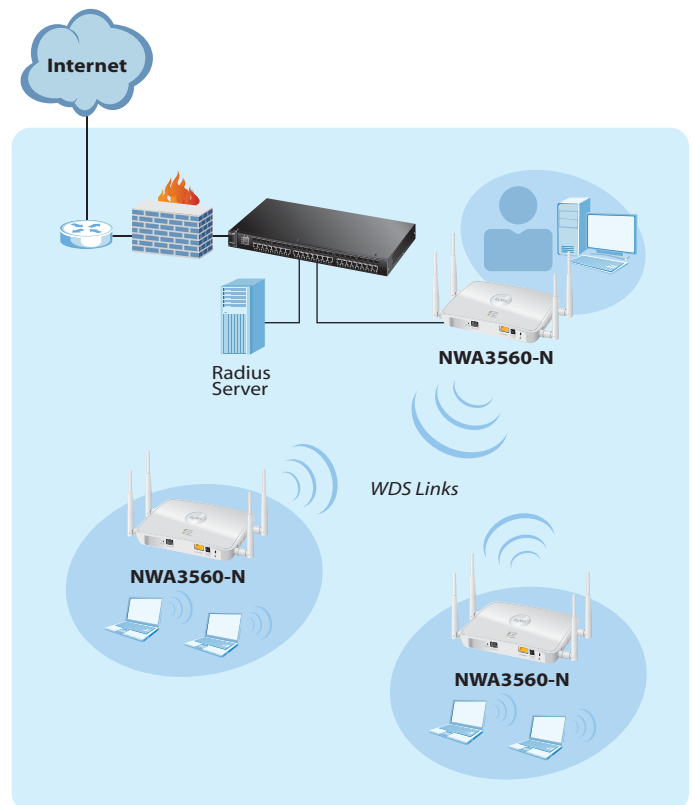 Internet
NWA3560-N
Radius
Server
WDS Links
NWA3560-N
NWA3560-N